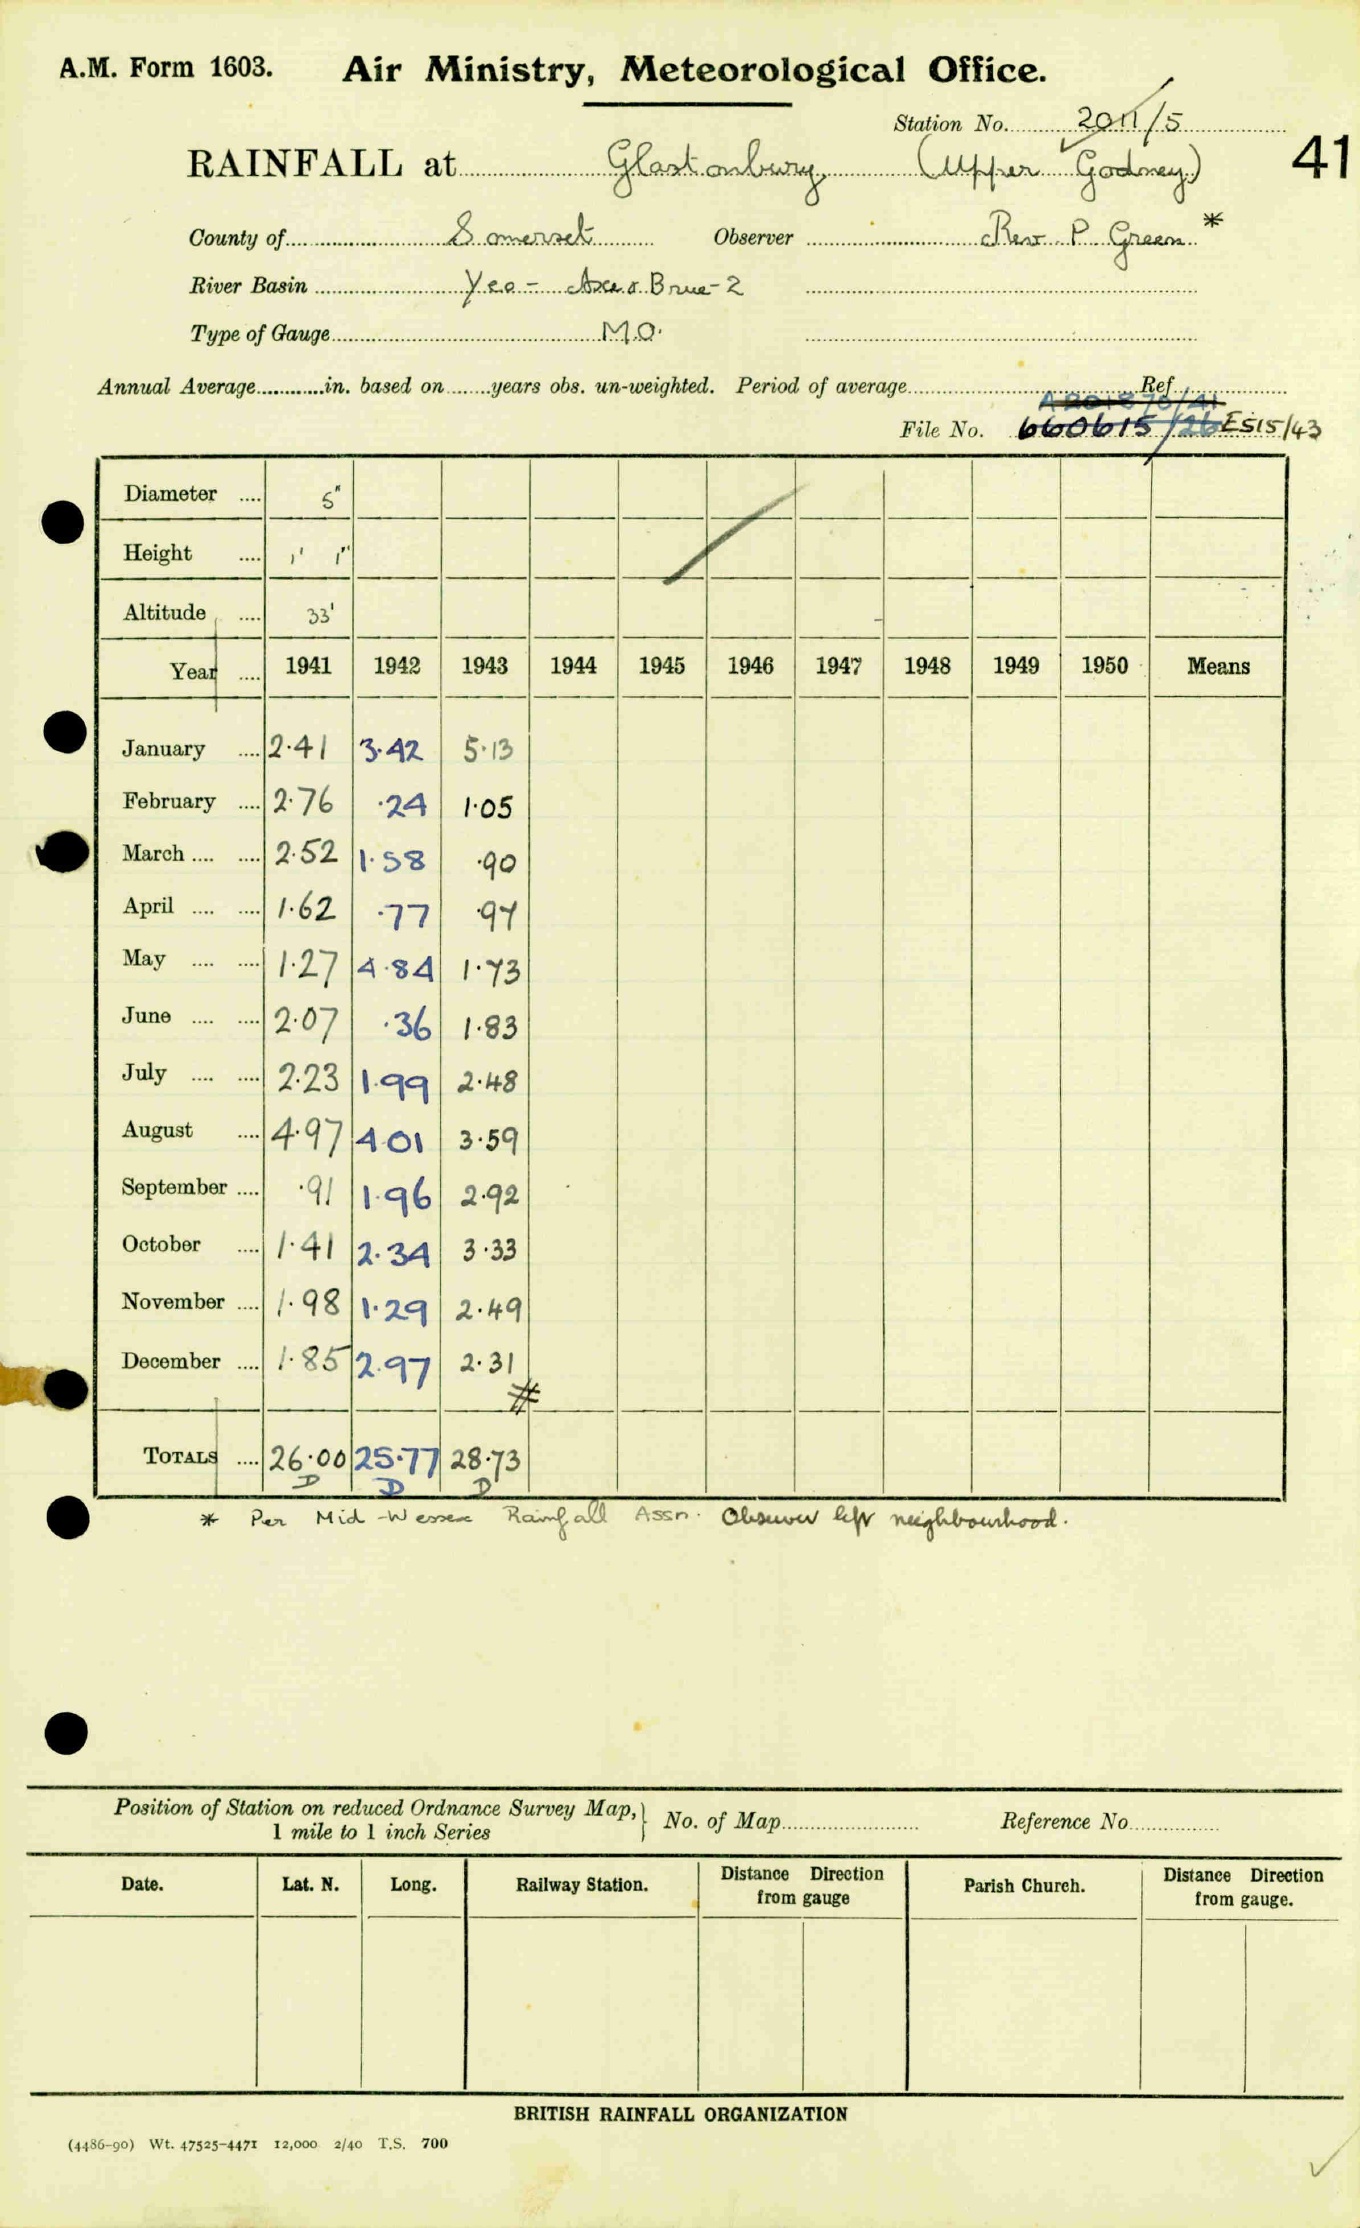 A.M. Form 1603. Air Ministry, Meteorological Office.
Station No. 2011/5
RAINFALL at Glastonbury (Upper Godney) 41
County of Somerset Observer Rev. P Green *
River Basin Yeo - Axe & Brue - 2
Type of Gauge M.O.
Annual Average in. based on years obs. un-weighted. Period of average Ref
File No. 660615/26 ES15/43
Diameter 5"
Height 1' 1"
Altitude 33'
Year 1941 1942 1943 1944 1945 1946 1947 1948 1949 1950 Means
January 2.41 3.42 5.13
February 2.76 .24 1.05
March 2.52 1.58 .90
April 1.62 .77 .97
May 1.27 4.84 1.73
June 2.07 .36 1.83
July 2.23 1.99 2.48
August 4.97 4.01 3.59
September .91 1.96 2.92
October 1.41 2.34 3.33
November 1.98 1.29 2.49
December 1.85 2.97 2.31
#
TOTALS 26.00 25.77 28.73
D D D
* Per Mid-Wessex Rainfall Assn. Observer left neighbourhood.
Position of Station on reduced Ordnance Survey Map, 1 mile to 1 inch Series } No. of Map Reference No
Date. Lat. N. Long. Railway Station. Distance Direction from gauge Parish Church. Distance Direction from gauge.
BRITISH RAINFALL ORGANIZATION
(4486-90) Wt. 47525-4471 12,000 2/40 T.S. 700